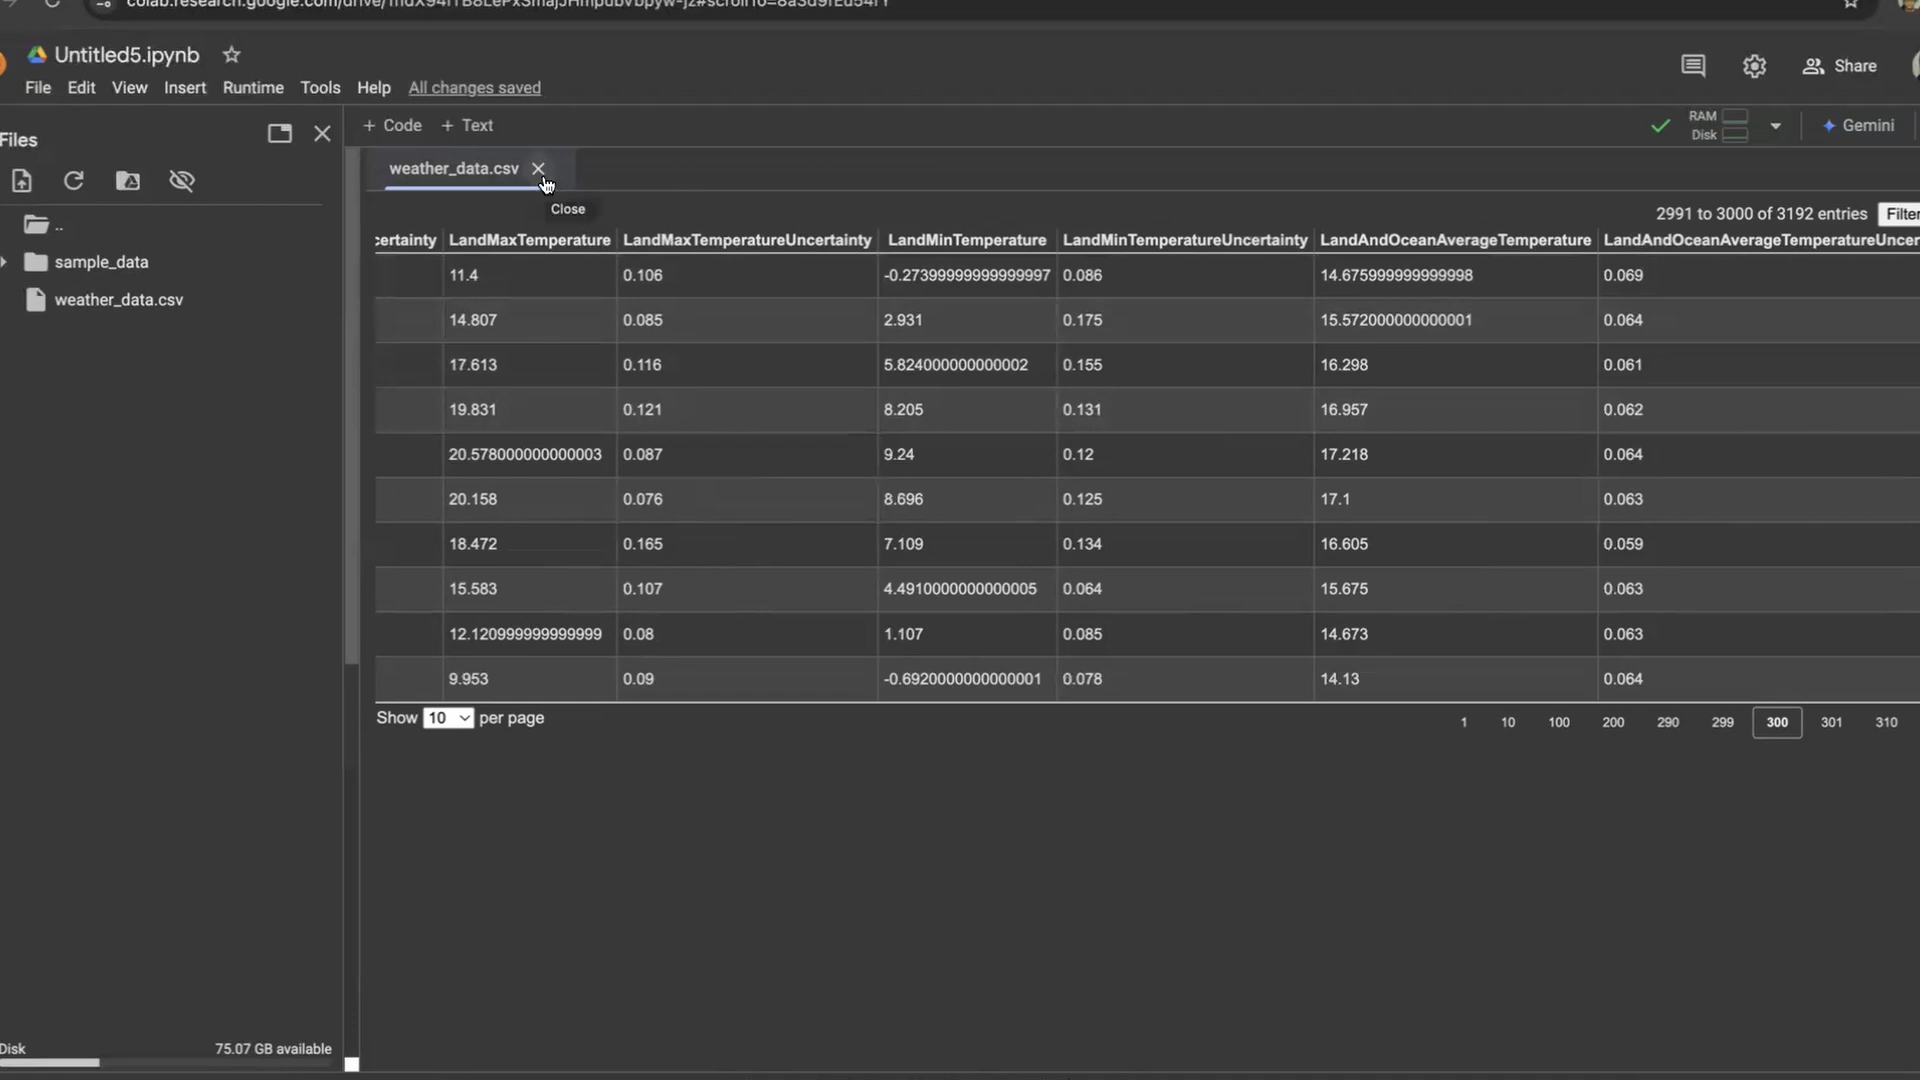 Untitled5.ipynb
File Edit View Insert Runtime Tools Help All changes saved
Share
Files
+ Code + Text
RAM
Disk
Gemini
weather_data.csv
Close
..
sample_data
weather_data.csv
2991 to 3000 of 3192 entries Filter
certainty LandMaxTemperature LandMaxTemperatureUncertainty LandMinTemperature LandMinTemperatureUncertainty LandAndOceanAverageTemperature LandAndOceanAverageTemperatureUncer
11.4 0.106 -0.27399999999999997 0.086 14.675999999999998 0.069
14.807 0.085 2.931 0.175 15.572000000000001 0.064
17.613 0.116 5.824000000000002 0.155 16.298 0.061
19.831 0.121 8.205 0.131 16.957 0.062
20.578000000000003 0.087 9.24 0.12 17.218 0.064
20.158 0.076 8.696 0.125 17.1 0.063
18.472 0.165 7.109 0.134 16.605 0.059
15.583 0.107 4.4910000000000005 0.064 15.675 0.063
12.120999999999999 0.08 1.107 0.085 14.673 0.063
9.953 0.09 -0.6920000000000001 0.078 14.13 0.064
Show 10 per page
1 10 100 200 290 299 300 301 310
Disk 75.07 GB available